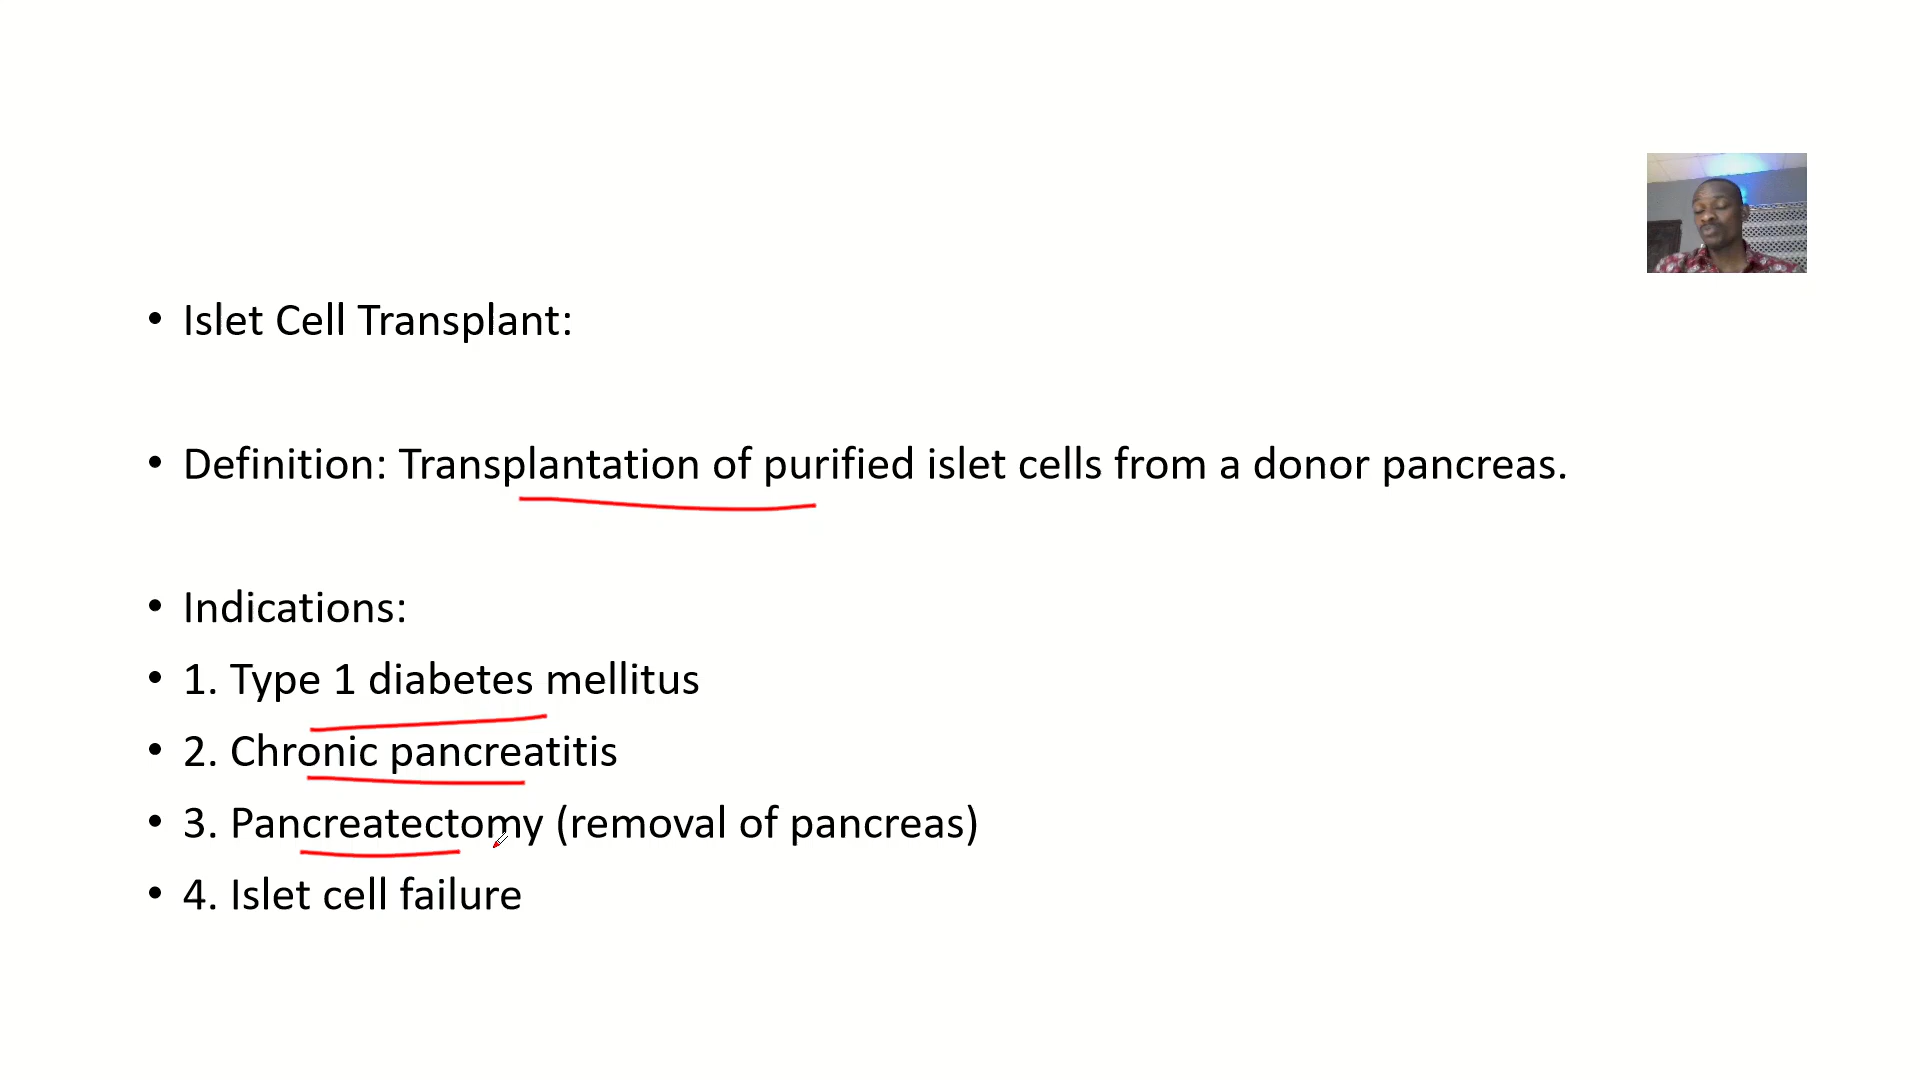 • Islet Cell Transplant:
• Definition: Transplantation of purified islet cells from a donor pancreas.
• Indications:
• 1. Type 1 diabetes mellitus
• 2. Chronic pancreatitis
• 3. Pancreatectomy (removal of pancreas)
• 4. Islet cell failure